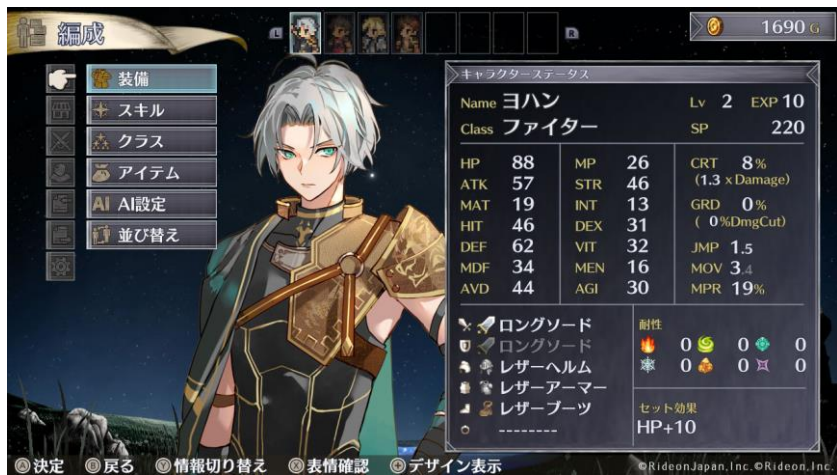 編成
L
R
1690 G
装備
スキル
クラス
アイテム
AI AI設定
並び替え
キャラクターステータス
Name ヨハン Lv 2 EXP 10
Class ファイター SP 220
HP 88 MP 26 CRT 8%
ATK 57 STR 46 (1.3 x Damage)
MAT 19 INT 13 GRD 0%
HIT 46 DEX 31 ( 0%DmgCut)
DEF 62 VIT 32 JMP 1.5
MDF 34 MEN 16 MOV 3.4
AVD 44 AGI 30 MPR 19%
ロングソード
ロングソード
レザーヘルム
レザーアーマー
レザーブーツ
--------
耐性
0 0 0
0 0 0
セット効果
HP+10
A決定 B戻る Y情報切り替え X表情確認 +デザイン表示
©RideonJapan,Inc.©Rideon,Inc.